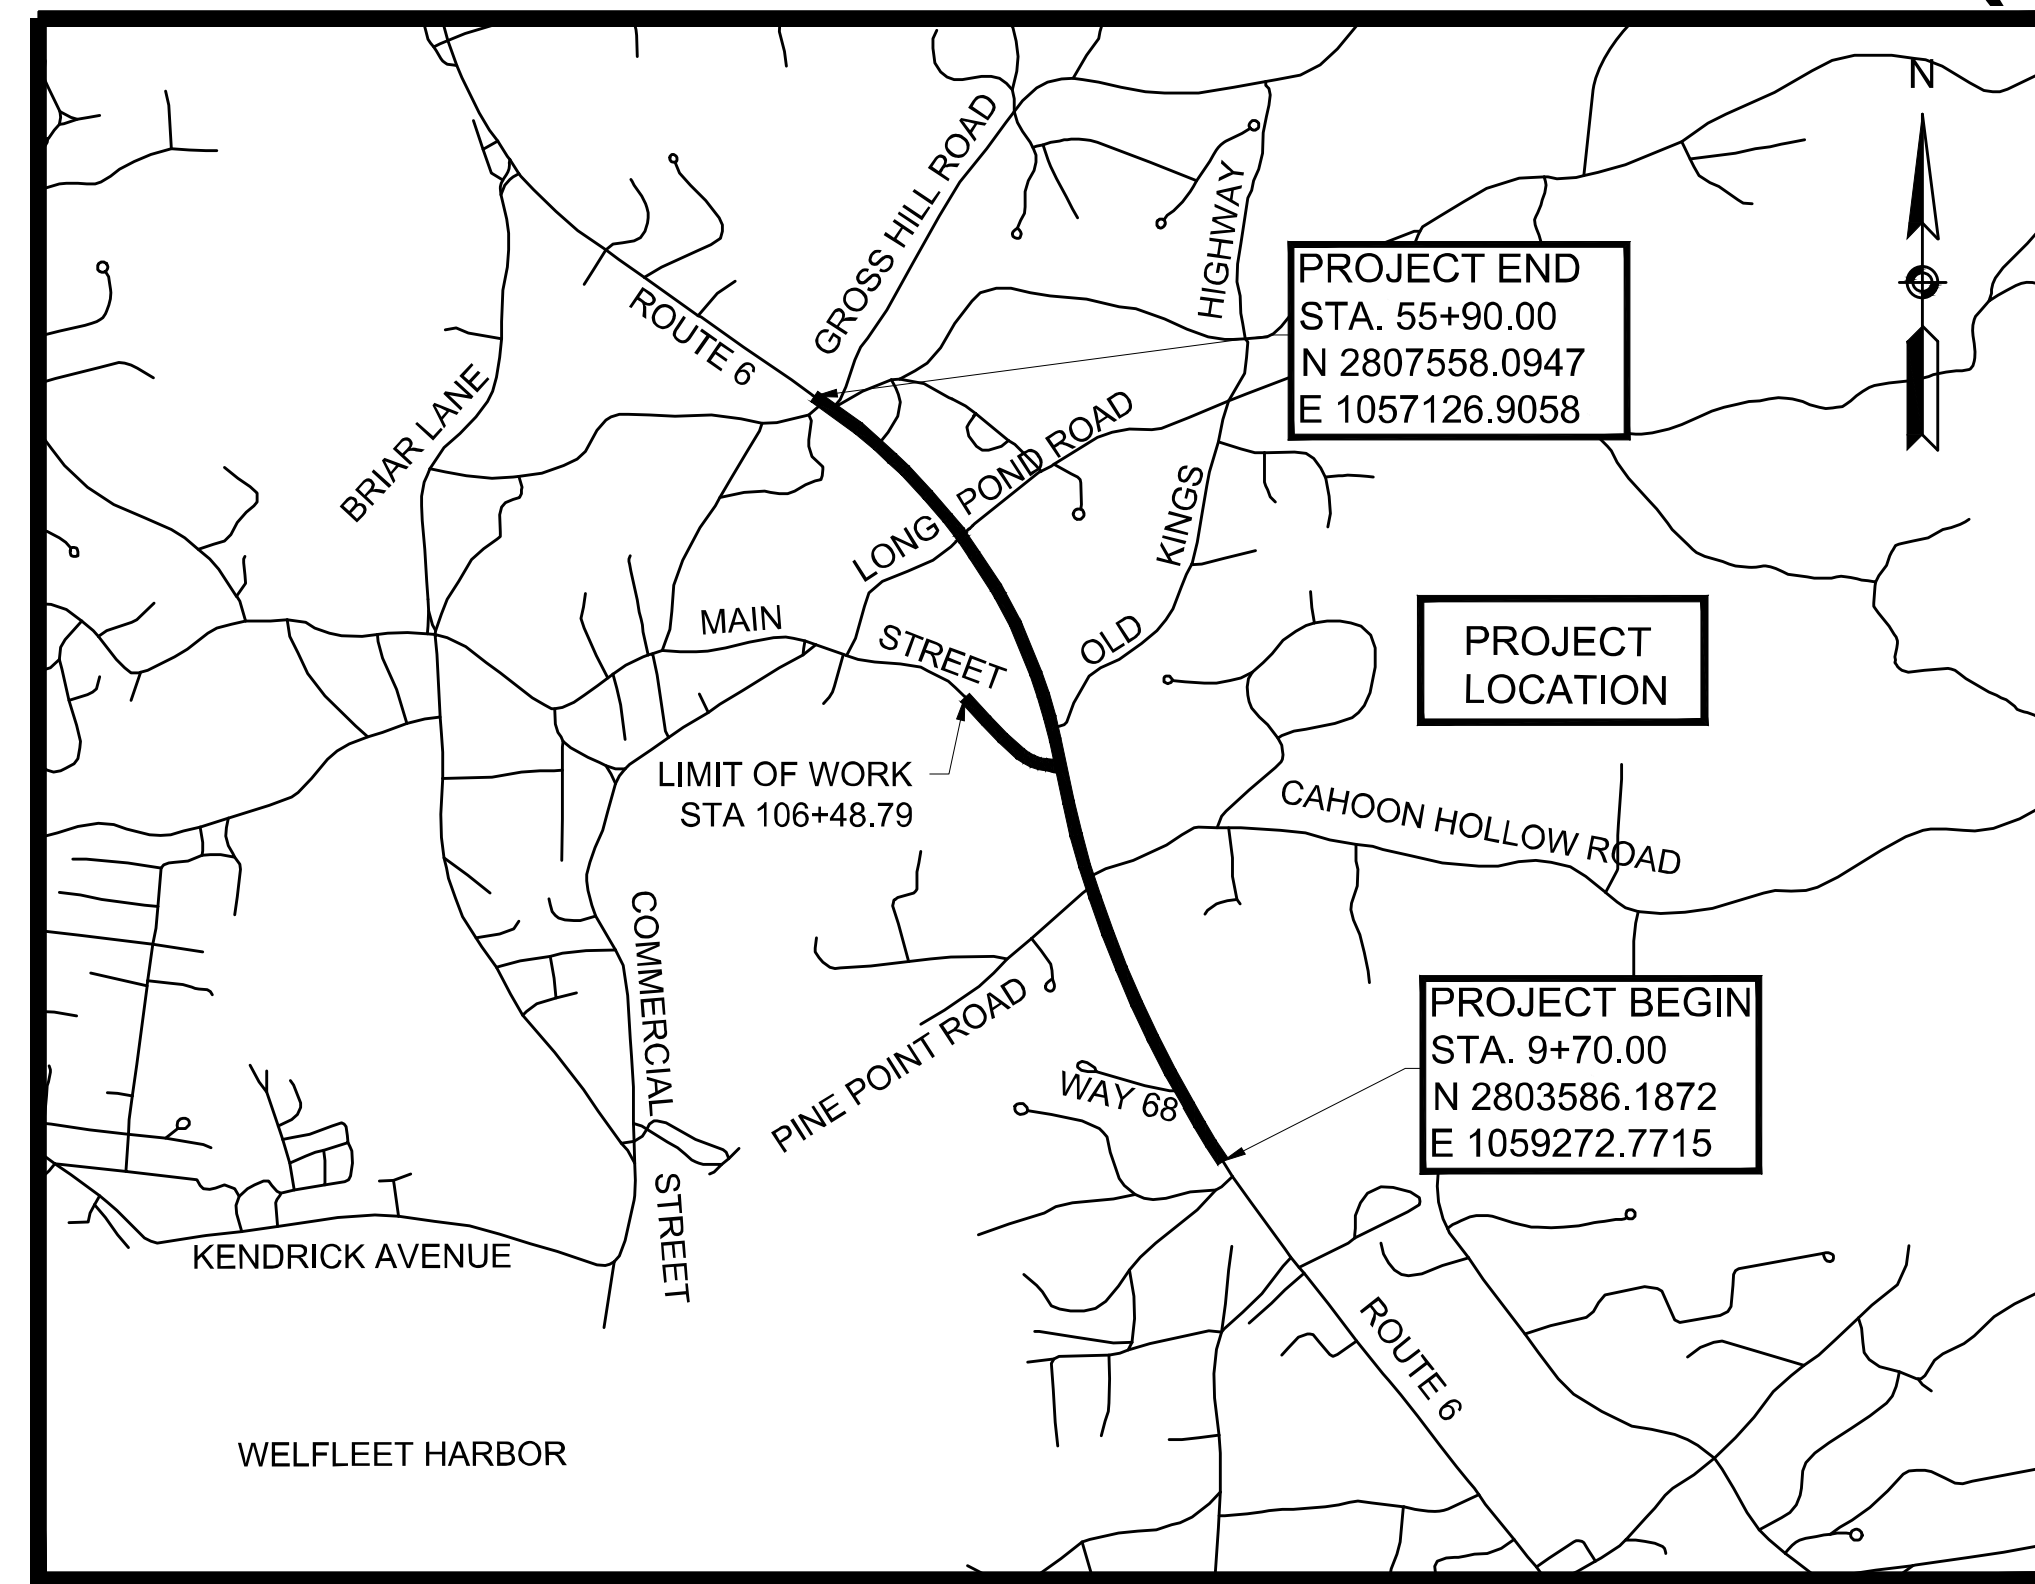 N
GROSS HILL ROAD
HIGHWAY
PROJECT END
STA. 55+90.00
N 2807558.0947
E 1057126.9058
ROUTE 6
BRIAR LANE
LONG POND ROAD
KINGS
OLD
MAIN
STREET
PROJECT
LOCATION
LIMIT OF WORK
STA 106+48.79
CAHOON HOLLOW ROAD
COMMERCIAL
STREET
PINE POINT ROAD
WAY 68
PROJECT BEGIN
STA. 9+70.00
N 2803586.1872
E 1059272.7715
KENDRICK AVENUE
ROUTE 6
WELFLEET HARBOR